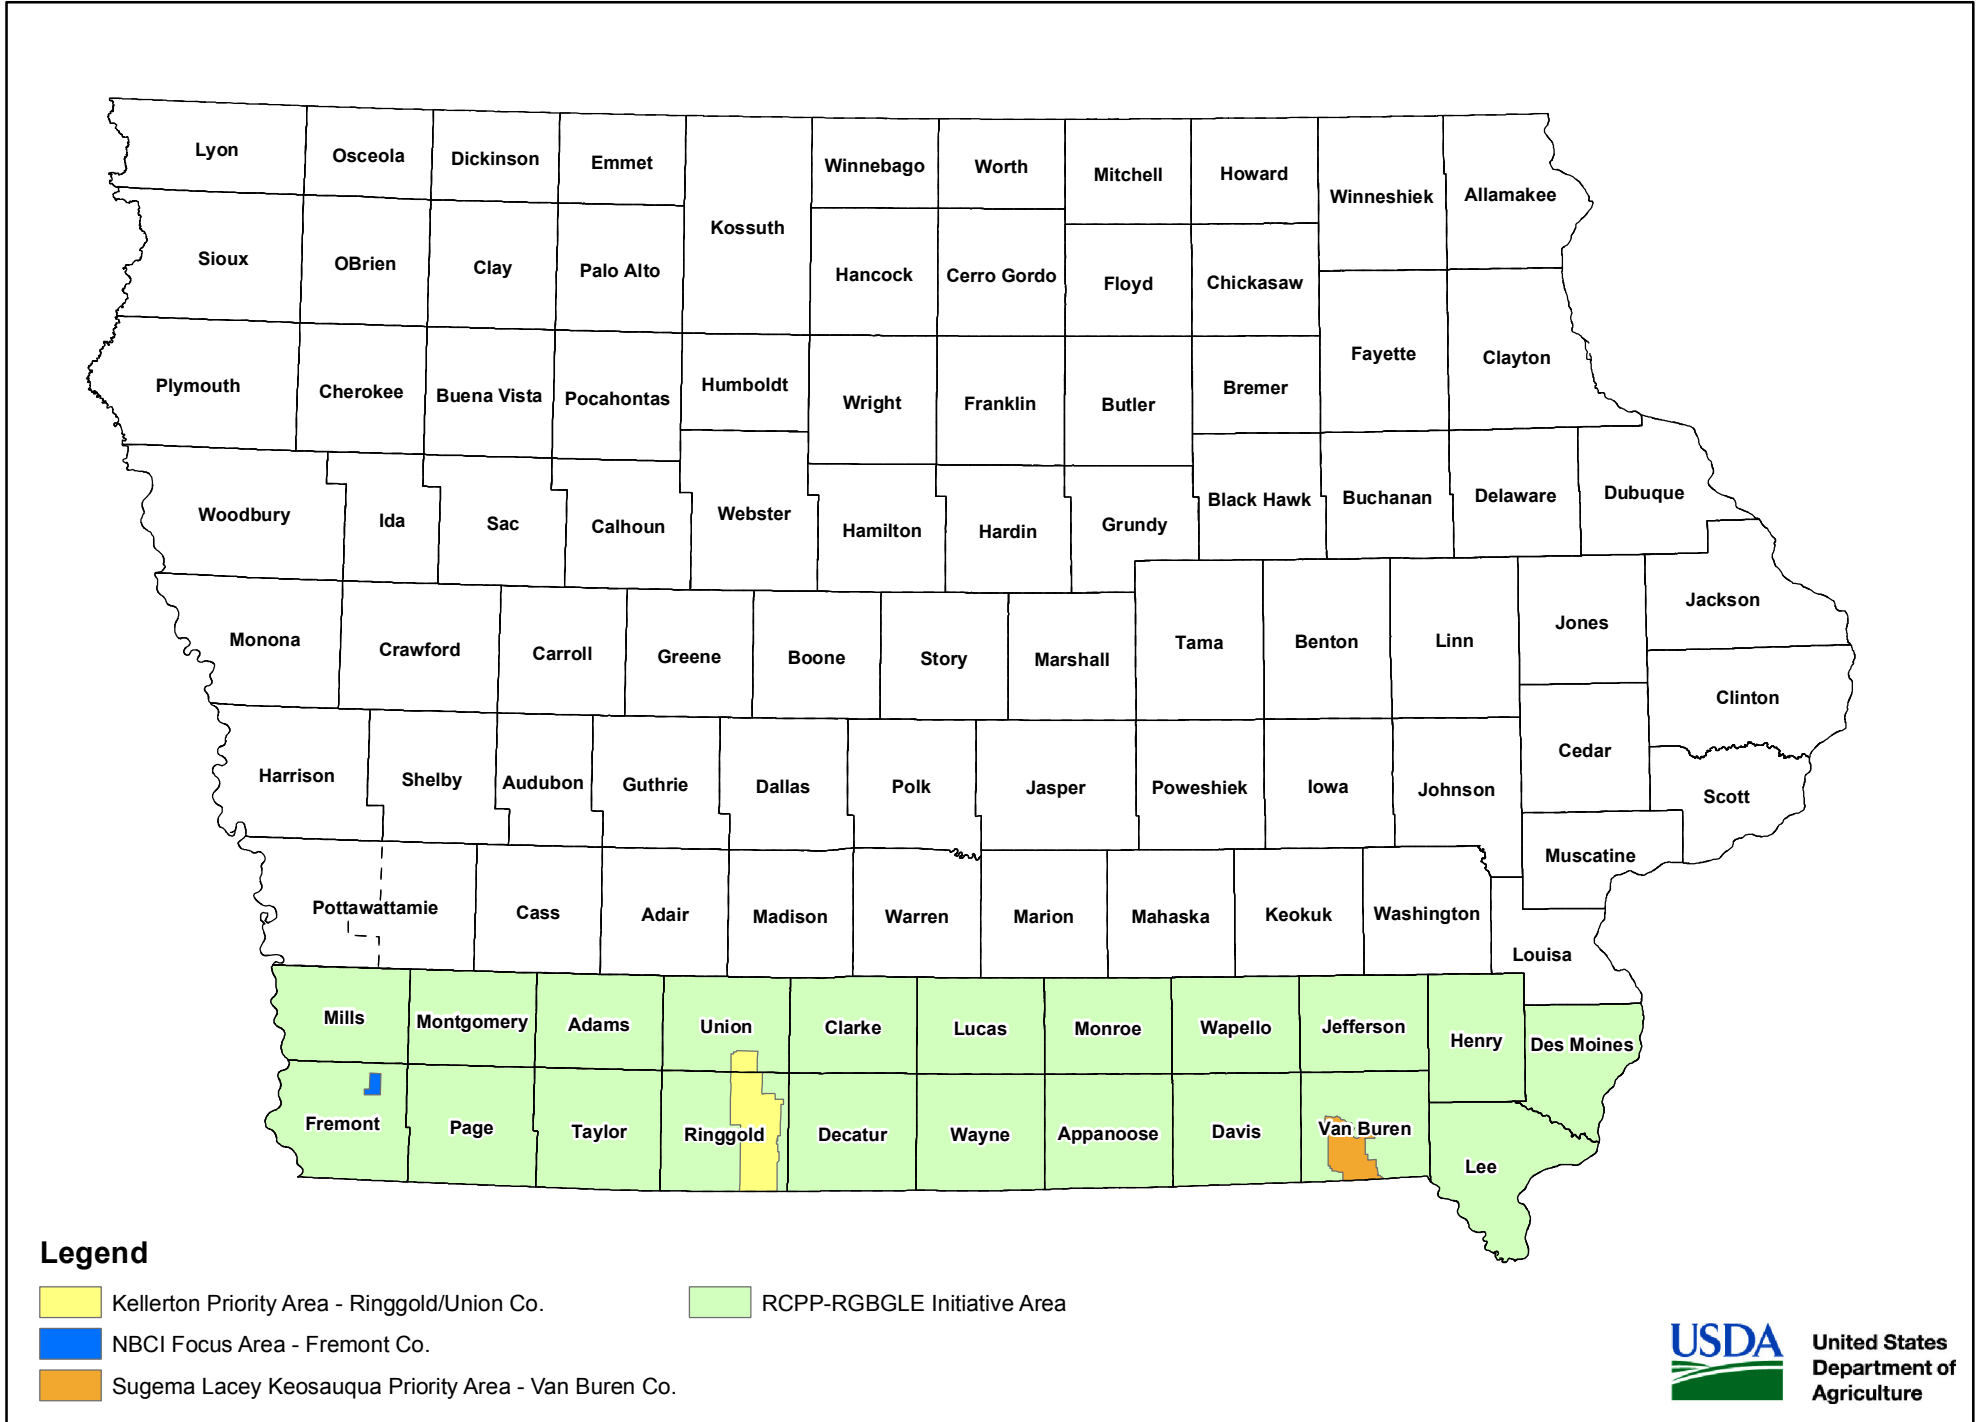 Lyon
Osceola
Dickinson
Emmet
Kossuth
Winnebago
Worth
Mitchell
Howard
Winneshiek
Allamakee
Sioux
OBrien
Clay
Palo Alto
Hancock
Cerro Gordo
Floyd
Chickasaw
Plymouth
Cherokee
Buena Vista
Pocahontas
Humboldt
Wright
Franklin
Butler
Bremer
Fayette
Clayton
Woodbury
Ida
Sac
Calhoun
Webster
Hamilton
Hardin
Grundy
Black Hawk
Buchanan
Delaware
Dubuque
Monona
Crawford
Carroll
Greene
Boone
Story
Marshall
Tama
Benton
Linn
Jones
Jackson
Clinton
Harrison
Shelby
Audubon
Guthrie
Dallas
Polk
Jasper
Poweshiek
Iowa
Johnson
Cedar
Scott
Muscatine
Pottawattamie
Cass
Adair
Madison
Warren
Marion
Mahaska
Keokuk
Washington
Louisa
Mills
Montgomery
Adams
Union
Clarke
Lucas
Monroe
Wapello
Jefferson
Henry
Des Moines
Fremont
Page
Taylor
Ringgold
Decatur
Wayne
Appanoose
Davis
Van Buren
Lee
Legend
Kellerton Priority Area - Ringgold/Union Co.
RCPP-RGBGLE Initiative Area
NBCI Focus Area - Fremont Co.
Sugema Lacey Keosauqua Priority Area - Van Buren Co.
USDA
United States
Department of
Agriculture